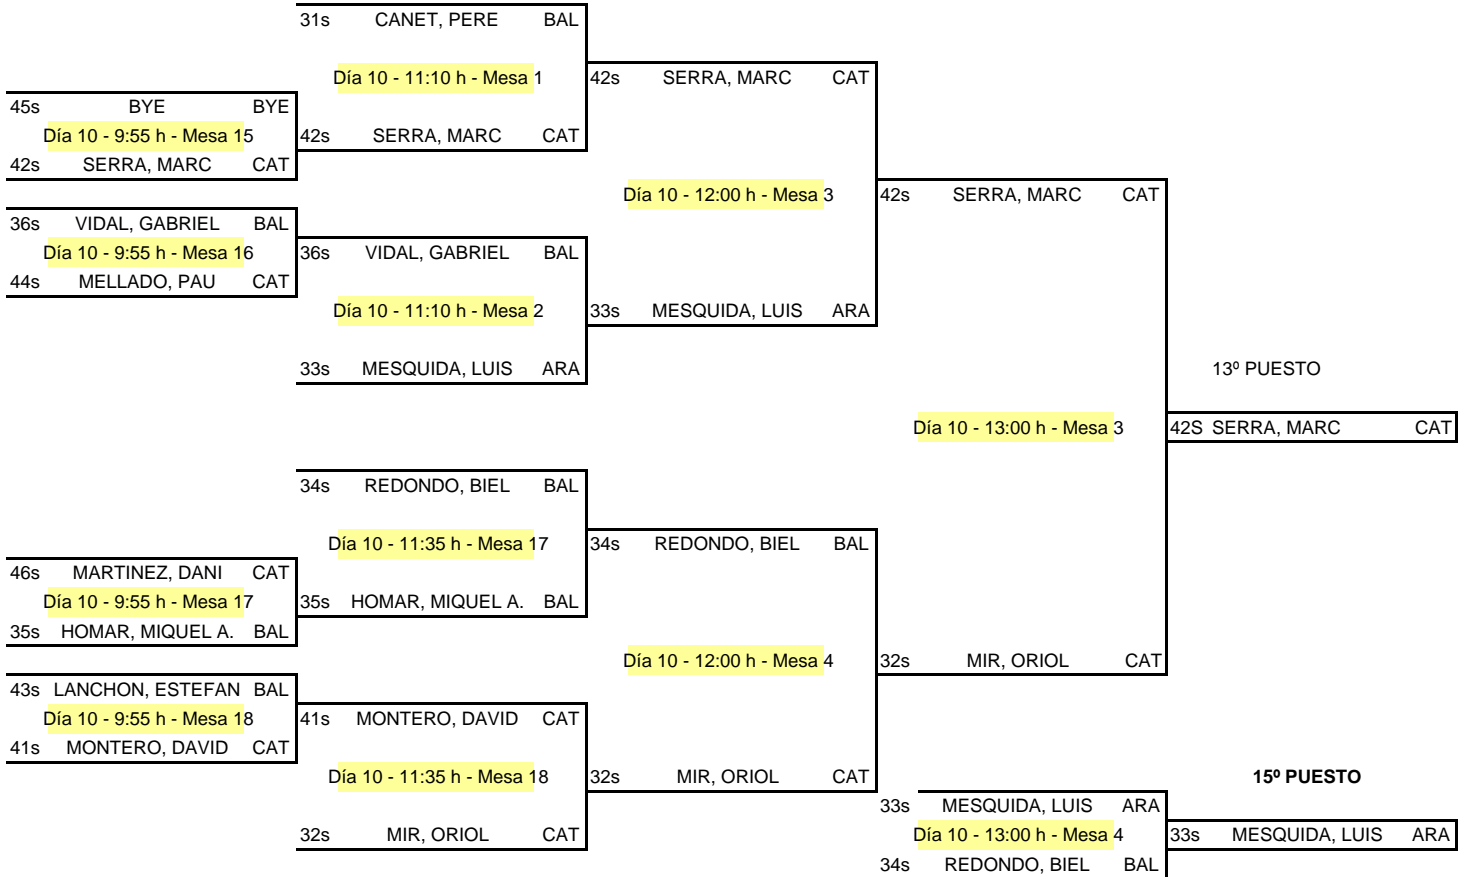 31s CANET, PERE BAL
Día 10 - 11:10 h - Mesa 1
42s SERRA, MARC CAT
45s BYE BYE
Día 10 - 9:55 h - Mesa 15
42s SERRA, MARC CAT
42s SERRA, MARC CAT
Día 10 - 12:00 h - Mesa 3
42s SERRA, MARC CAT
36s VIDAL, GABRIEL BAL
Día 10 - 9:55 h - Mesa 16
36s VIDAL, GABRIEL BAL
44s MELLADO, PAU CAT
Día 10 - 11:10 h - Mesa 2
33s MESQUIDA, LUIS ARA
33s MESQUIDA, LUIS ARA
13º PUESTO
Día 10 - 13:00 h - Mesa 3
42S SERRA, MARC CAT
34s REDONDO, BIEL BAL
Día 10 - 11:35 h - Mesa 17
34s REDONDO, BIEL BAL
46s MARTINEZ, DANI CAT
Día 10 - 9:55 h - Mesa 17
35s HOMAR, MIQUEL A. BAL
35s HOMAR, MIQUEL A. BAL
Día 10 - 12:00 h - Mesa 4
32s MIR, ORIOL CAT
43s LANCHON, ESTEFAN BAL
Día 10 - 9:55 h - Mesa 18
41s MONTERO, DAVID CAT
41s MONTERO, DAVID CAT
Día 10 - 11:35 h - Mesa 18
32s MIR, ORIOL CAT
15º PUESTO
33s MESQUIDA, LUIS ARA
32s MIR, ORIOL CAT
Día 10 - 13:00 h - Mesa 4
33s MESQUIDA, LUIS ARA
34s REDONDO, BIEL BAL